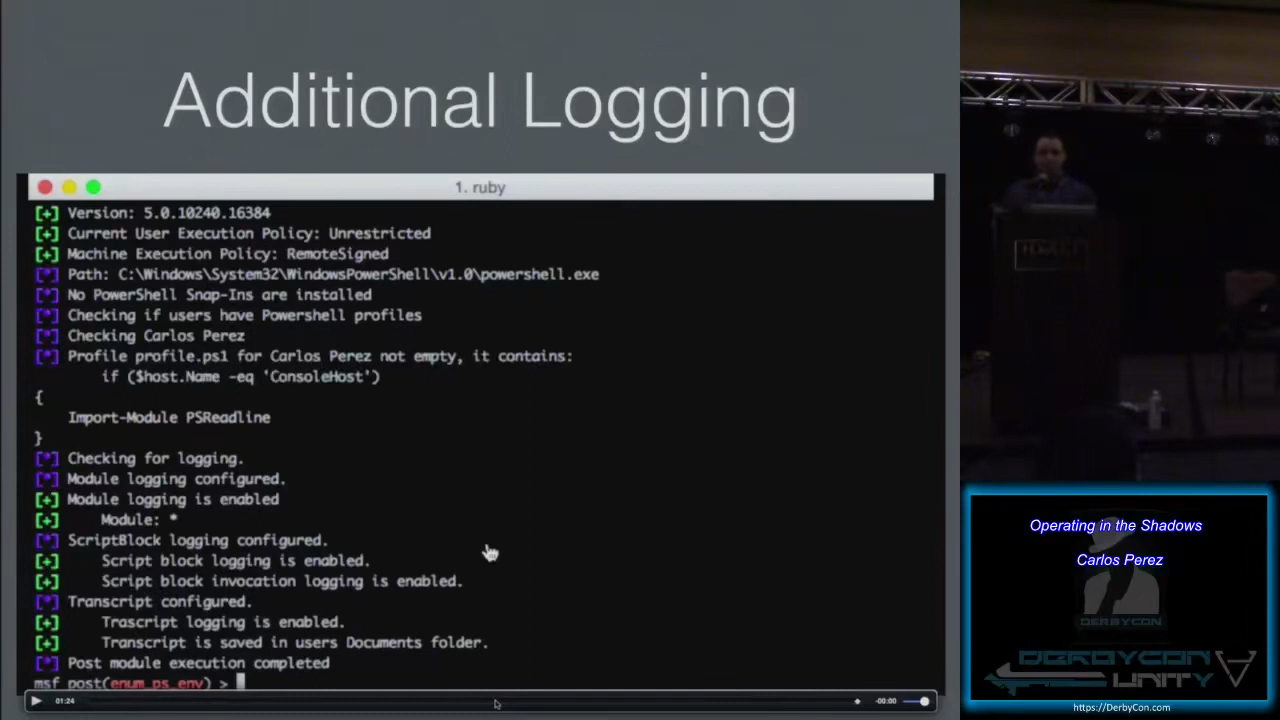 Additional Logging
1. ruby
[+] Version: 5.0.10240.16384
[+] Current User Execution Policy: Unrestricted
[+] Machine Execution Policy: RemoteSigned
[*] Path: C:\Windows\System32\WindowsPowerShell\v1.0\powershell.exe
[*] No PowerShell Snap-Ins are installed
[*] Checking if users have Powershell profiles
[*] Checking Carlos Perez
[*] Profile profile.ps1 for Carlos Perez not empty, it contains:
if ($host.Name -eq 'ConsoleHost')
{
Import-Module PSReadline
}
[*] Checking for logging.
[*] Module logging configured.
[+] Module logging is enabled
[+] Module: *
[*] ScriptBlock logging configured.
[+] Script block logging is enabled.
[+] Script block invocation logging is enabled.
[*] Transcript configured.
[+] Trascript logging is enabled.
[+] Transcript is saved in users Documents folder.
[*] Post module execution completed
msf post(enum_ps_env) >
01:24
-00:00
Operating in the Shadows
Carlos Perez
DERBYCON
DERBYCON
UNITY
https://DerbyCon.com